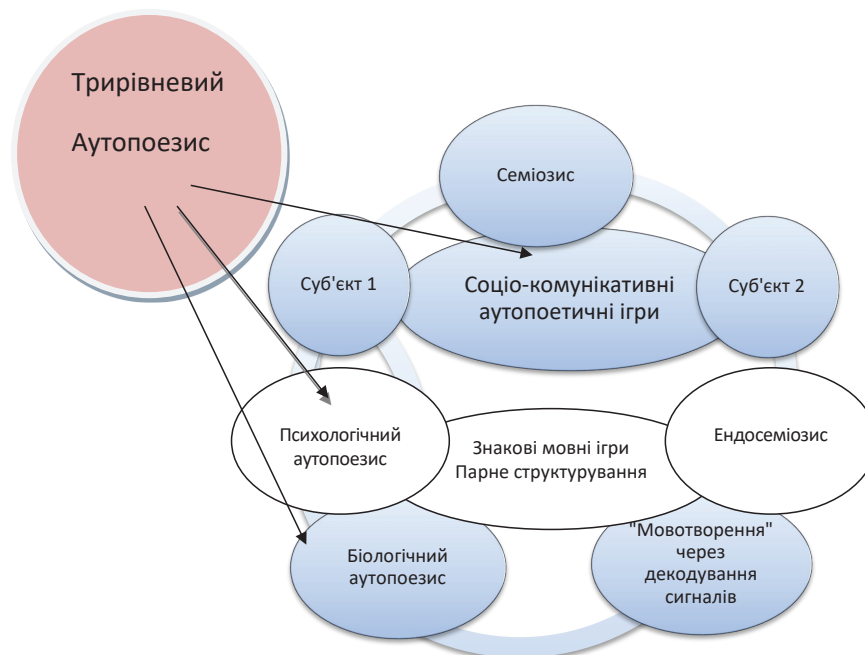 Трирівневий
Аутопоезис
Семіозис
Суб'єкт 1
Соціо-комунікативні
аутопоетичні ігри
Суб'єкт 2
Психологічний
аутопоезис
Знакові мовні ігри
Парне структурування
Ендосеміозис
Біологічний
аутопоезис
"Мовотворення"
через
декодування
сигналів